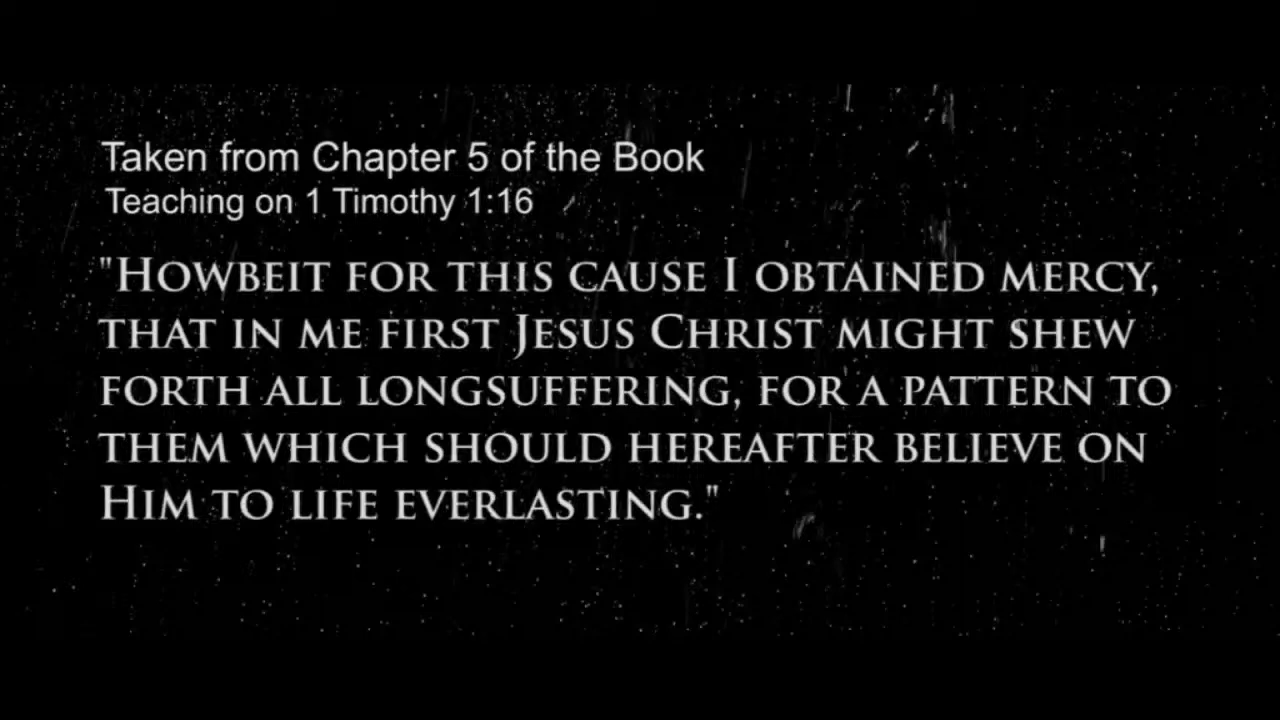 Taken from Chapter 5 of the Book
Teaching on 1 Timothy 1:16
"Howbeit for this cause I obtained mercy,
that in me first Jesus Christ might shew
forth all longsuffering, for a pattern to
them which should hereafter believe on
Him to life everlasting."